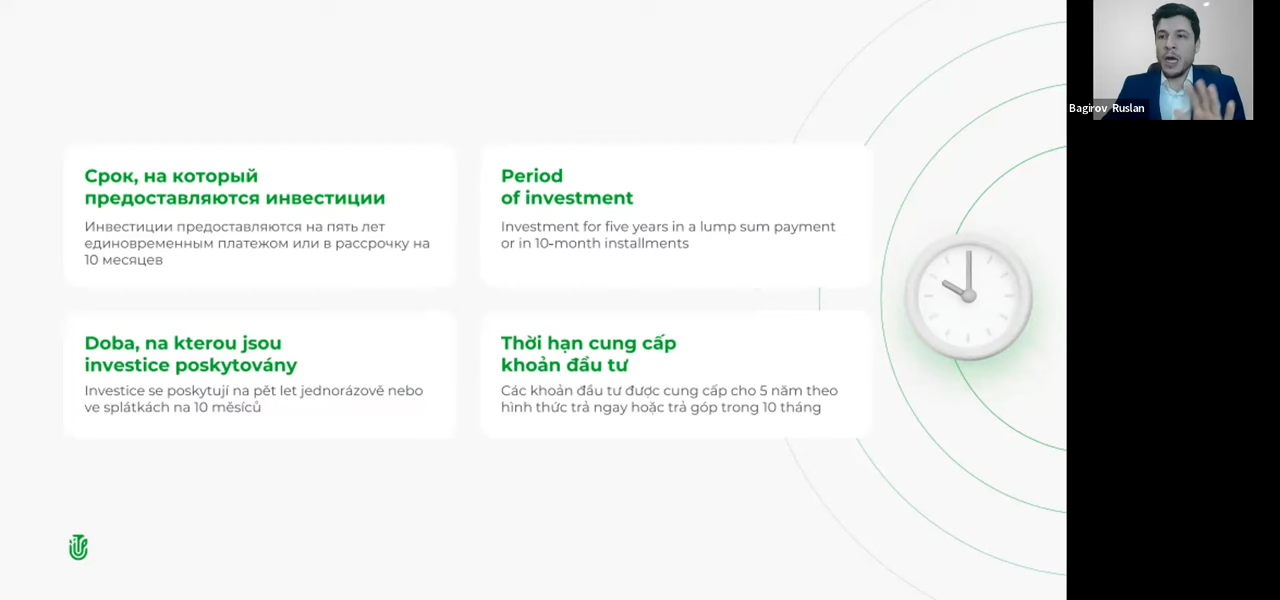 Bagirov Ruslan
Срок, на который
предоставляются инвестиции
Инвестиции предоставляются на пять лет
единовременным платежом или в рассрочку на
10 месяцев
Period
of investment
Investment for five years in a lump sum payment
or in 10-month installments
Doba, na kterou jsou
investice poskytovány
Investice se poskytují na pět let jednorázově nebo
ve splátkách na 10 měsíců
Thời hạn cung cấp
khoản đầu tư
Các khoản đầu tư được cung cấp cho 5 năm theo
hình thức trả ngay hoặc trả góp trong 10 tháng